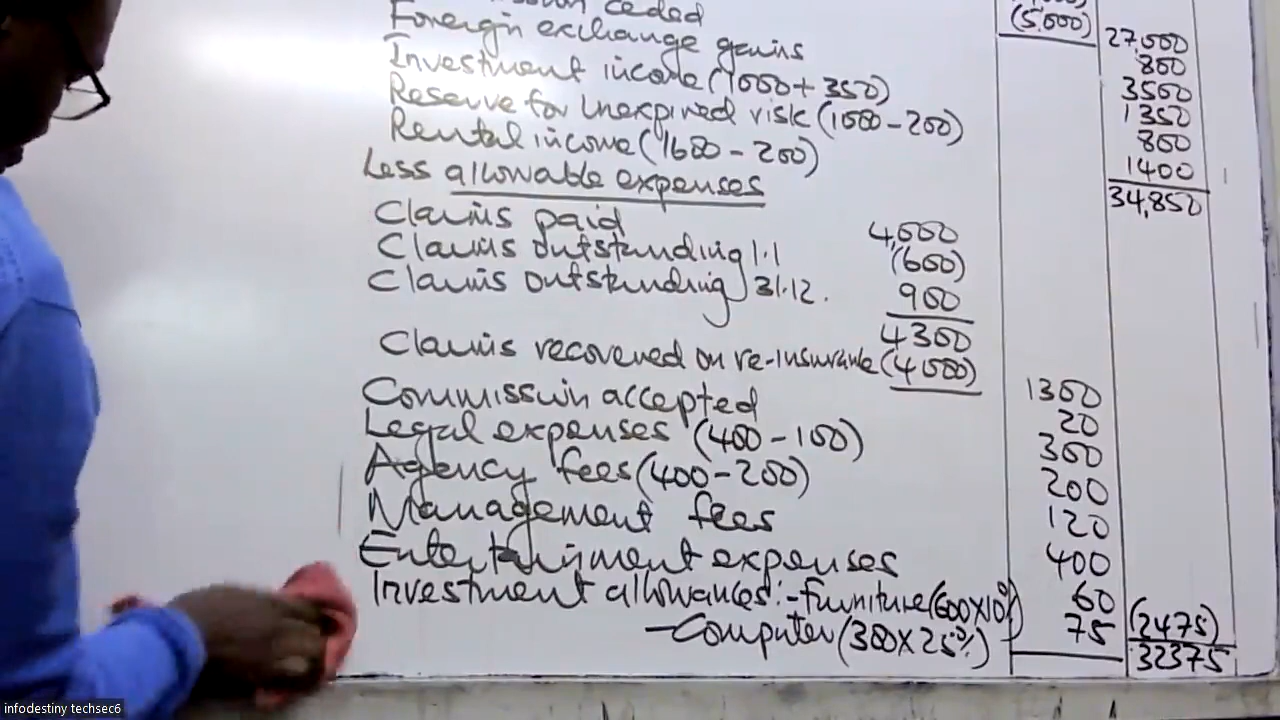 ceded
(5,000) 27,000
Foreign exchange gains 800
Investment income (1000 + 350) 3500
Reserve for Unexpired risk (1000 - 200) 1350
Rental income (1600 - 200) 800
Less allowable expenses 1400
34,850
Claims paid 4,000
Claims outstanding 1.1 (600)
Claims outstanding 31.12. 900
4300
Claims recovered on re-insurance (4000)
1300
Commission accepted 20
Legal expenses (400 - 100) 300
Agency fees (400 - 200) 200
Management fees 120
Entertainment expenses 400
Investment allowances:- Furniture (600 X 10%) 60
- Computer (300 X 25%) 75 (2475)
32375
infodestiny techsec6